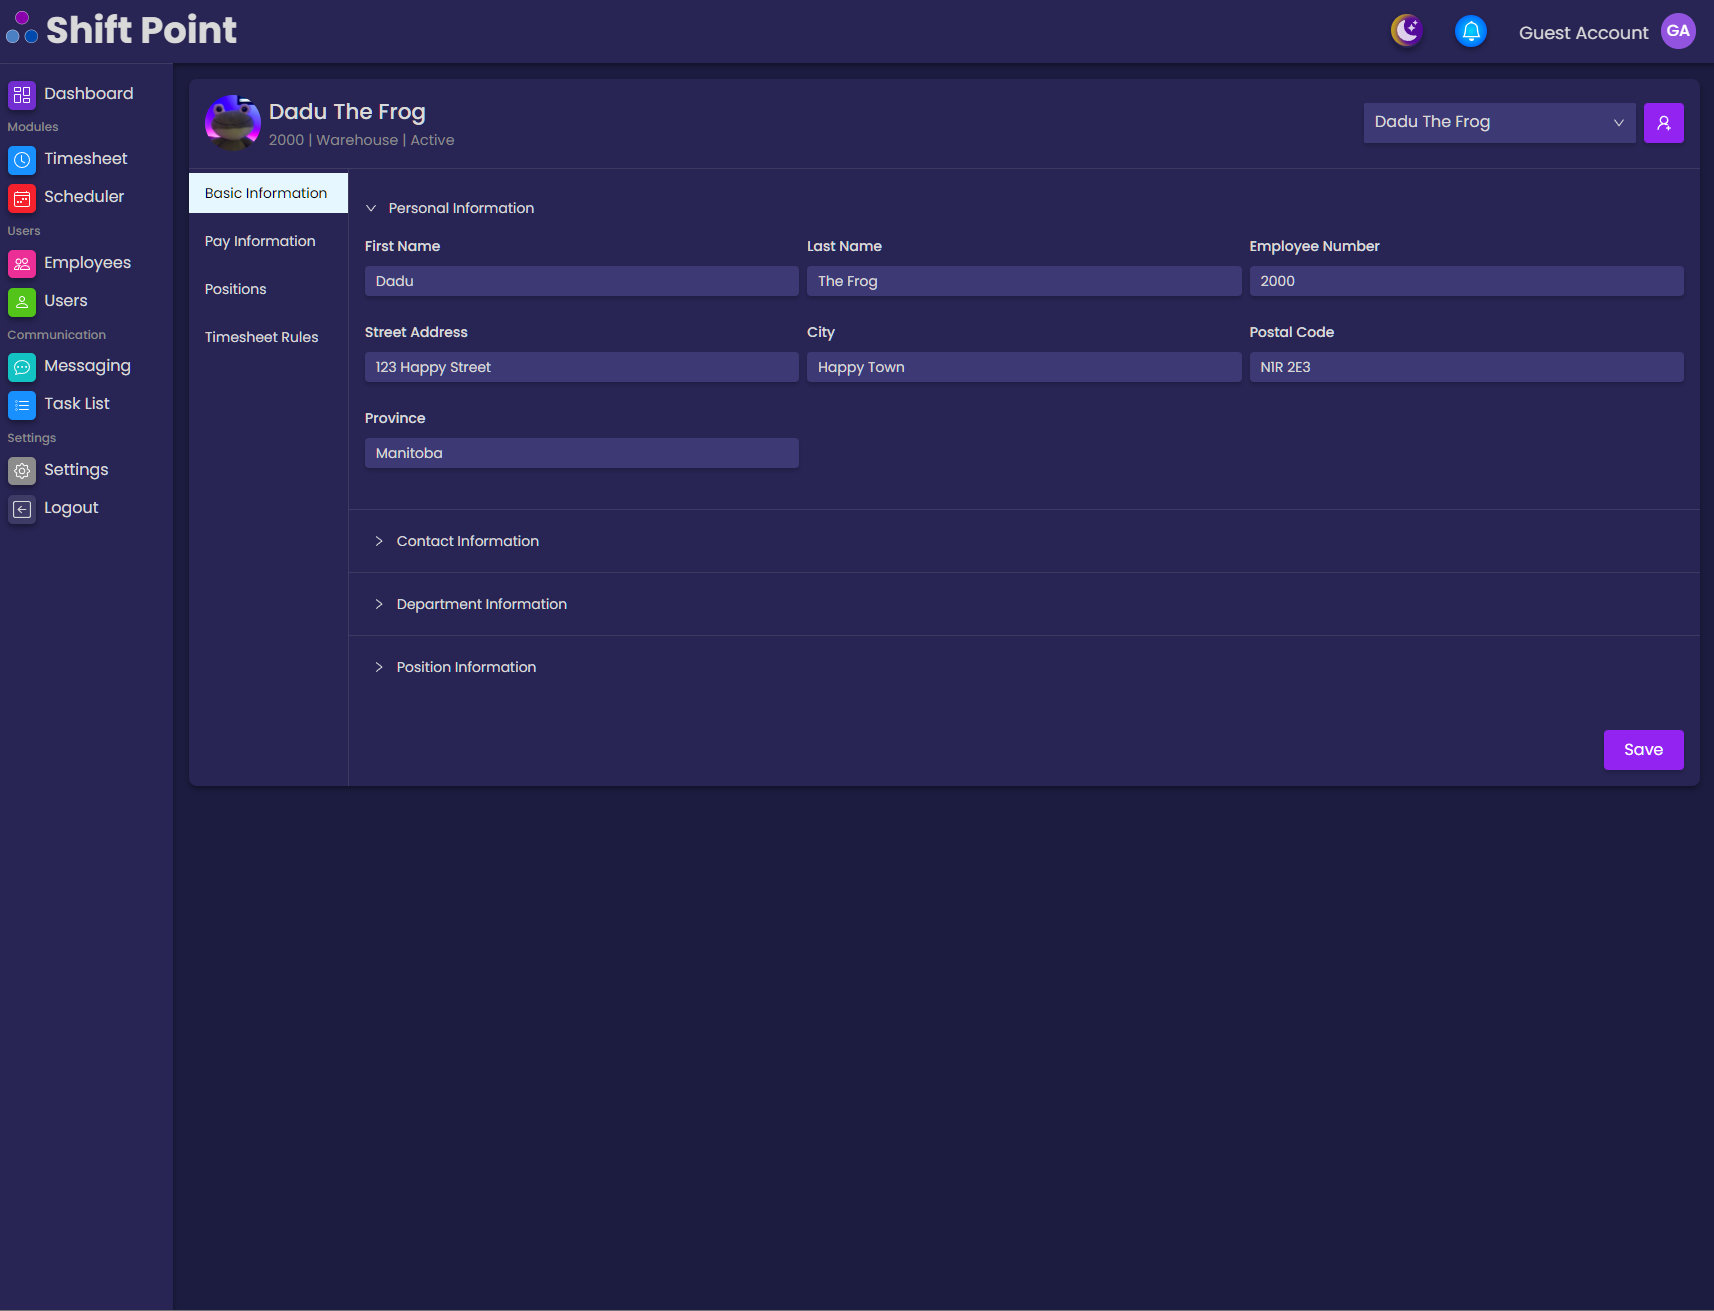 Shift Point
Guest Account
GA
Dashboard
Modules
Timesheet
Scheduler
Users
Employees
Users
Communication
Messaging
Task List
Settings
Settings
Logout
Dadu The Frog
2000 | Warehouse | Active
Dadu The Frog
Basic Information
Pay Information
Positions
Timesheet Rules
Personal Information
First Name
Last Name
Employee Number
Dadu
The Frog
2000
Street Address
City
Postal Code
123 Happy Street
Happy Town
N1R 2E3
Province
Manitoba
Contact Information
Department Information
Position Information
Save